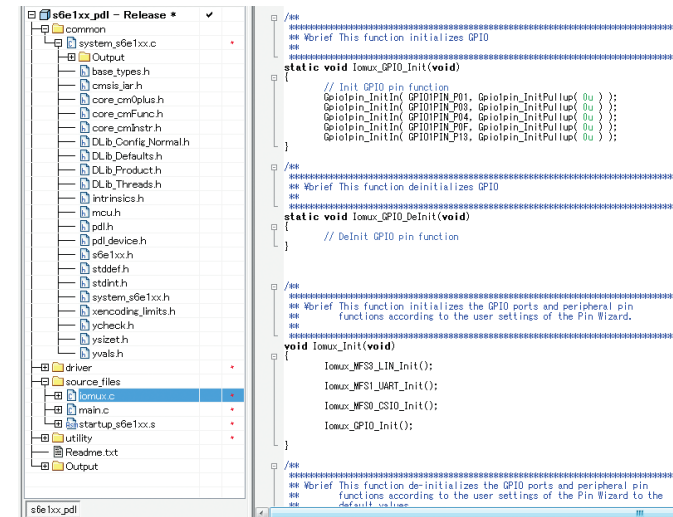 s6e1xx_pdl - Release *
common
system_s6e1xx.c
Output
base_types.h
cmsis_iar.h
core_cm0plus.h
core_cmFunc.h
core_cmInstr.h
DLib_Config_Normal.h
DLib_Defaults.h
DLib_Product.h
DLib_Threads.h
intrinsics.h
mcu.h
pdl.h
pdl_device.h
s6e1xx.h
stddef.h
stdint.h
system_s6e1xx.h
xencoding_limits.h
ycheck.h
ysizet.h
yvals.h
driver
source_files
iomux.c
main.c
startup_s6e1xx.s
utility
Readme.txt
Output
s6e1xx_pdl
/**
******************************************************************************
** ¥brief This function initializes GPIO
**
******************************************************************************
static void Iomux_GPIO_Init(void)
{
// Init GPIO pin function
Gpio1pin_InitIn( GPIO1PIN_P01, Gpio1pin_InitPullup( 0u ) );
Gpio1pin_InitIn( GPIO1PIN_P03, Gpio1pin_InitPullup( 0u ) );
Gpio1pin_InitIn( GPIO1PIN_P04, Gpio1pin_InitPullup( 0u ) );
Gpio1pin_InitIn( GPIO1PIN_P0F, Gpio1pin_InitPullup( 0u ) );
Gpio1pin_InitIn( GPIO1PIN_P13, Gpio1pin_InitPullup( 0u ) );
}
/**
******************************************************************************
** ¥brief This function deinitializes GPIO
**
******************************************************************************
static void Iomux_GPIO_DeInit(void)
{
// DeInit GPIO pin function
}
/**
******************************************************************************
** ¥brief This function initializes the GPIO ports and peripheral pin
** functions according to the user settings of the Pin Wizard.
**
******************************************************************************
void Iomux_Init(void)
{
Iomux_MFS3_LIN_Init();
Iomux_MFS1_UART_Init();
Iomux_MFS0_CSIO_Init();
Iomux_GPIO_Init();
}
/**
******************************************************************************
** ¥brief This function de-initializes the GPIO ports and peripheral pin
** functions according to the user settings of the Pin Wizard to the
** default values